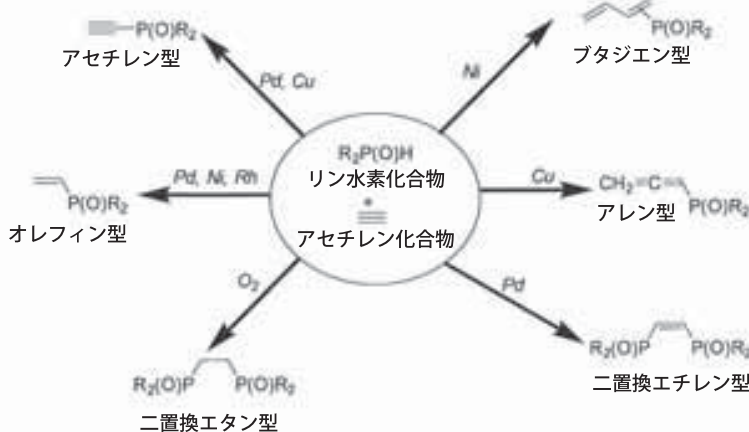 P(O)R₂
アセチレン型
P(O)R₂
ブタジエン型
Pd, Cu
Ni
R₂P(O)H
リン水素化合物
+
アセチレン化合物
Pd, Ni, Rh
P(O)R₂
オレフィン型
Cu
CH₂=C=
P(O)R₂
アレン型
O₂
R₂(O)P P(O)R₂
二置換エタン型
Pd
R₂(O)P P(O)R₂
二置換エチレン型